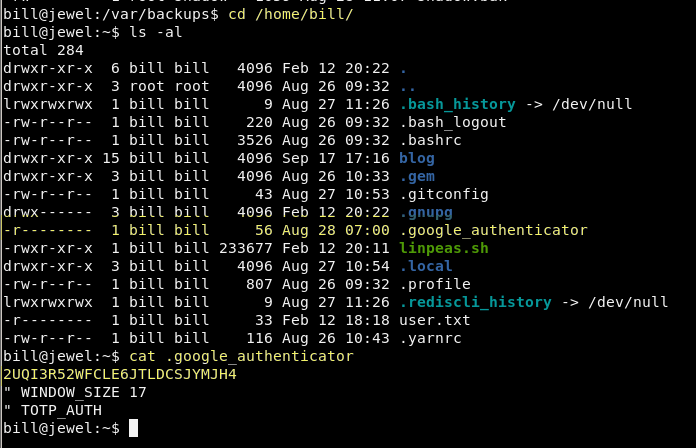 bill@jewel:/var/backups$ cd /home/bill/
bill@jewel:~$ ls -al
total 284
drwxr-xr-x  6 bill bill   4096 Feb 12 20:22 .
drwxr-xr-x  3 root root   4096 Aug 26 09:32 ..
lrwxrwxrwx  1 bill bill      9 Aug 27 11:26 .bash_history -> /dev/null
-rw-r--r--  1 bill bill    220 Aug 26 09:32 .bash_logout
-rw-r--r--  1 bill bill   3526 Aug 26 09:32 .bashrc
drwxr-xr-x 15 bill bill   4096 Sep 17 17:16 blog
drwxr-xr-x  3 bill bill   4096 Aug 26 10:33 .gem
-rw-r--r--  1 bill bill     43 Aug 27 10:53 .gitconfig
drwx------  3 bill bill   4096 Feb 12 20:22 .gnupg
-r--------  1 bill bill     56 Aug 28 07:00 .google_authenticator
-rwxr-xr-x  1 bill bill 233677 Feb 12 20:11 linpeas.sh
drwxr-xr-x  3 bill bill   4096 Aug 27 10:54 .local
-rw-r--r--  1 bill bill    807 Aug 26 09:32 .profile
lrwxrwxrwx  1 bill bill      9 Aug 27 11:26 .rediscli_history -> /dev/null
-r--------  1 bill bill     33 Feb 12 18:18 user.txt
-rw-r--r--  1 bill bill    116 Aug 26 10:43 .yarnrc
bill@jewel:~$ cat .google_authenticator
2UQI3R52WFCLE6JTLDCSJYMJH4
" WINDOW_SIZE 17
" TOTP_AUTH
bill@jewel:~$